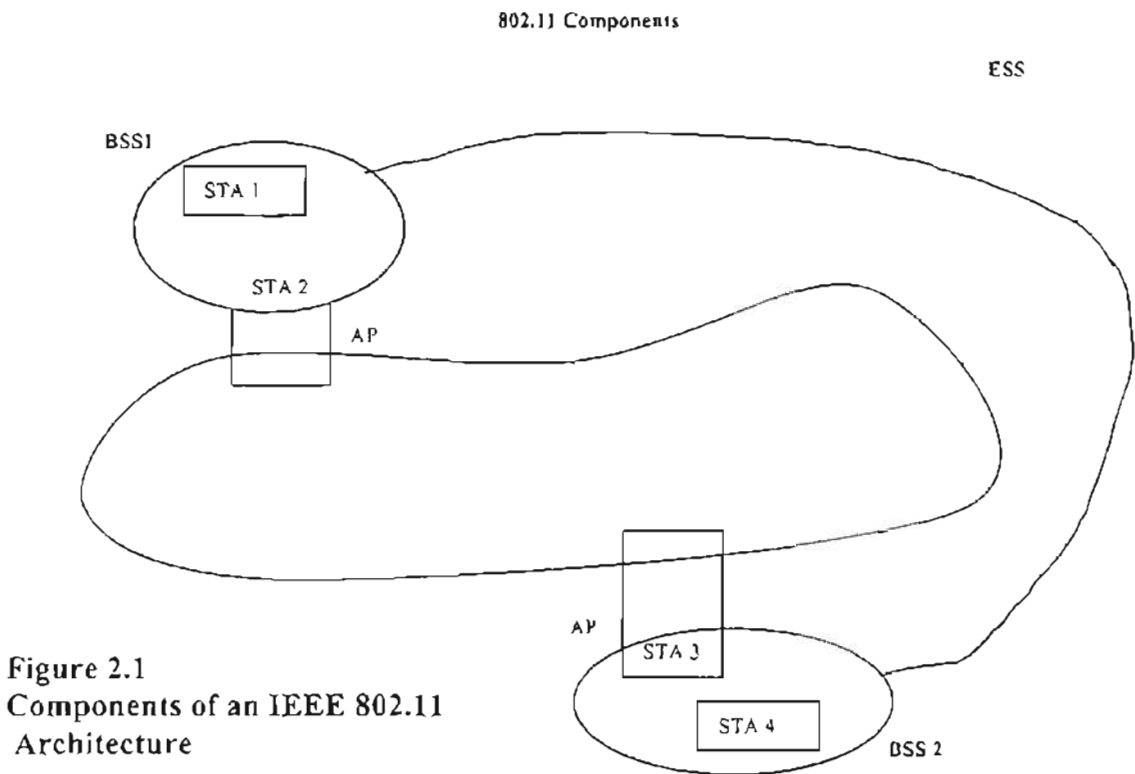 802.11 Components
ESS
BSS1
STA 1
STA 2
AP
AP
STA 3
STA 4
BSS 2
Figure 2.1
Components of an IEEE 802.11
Architecture